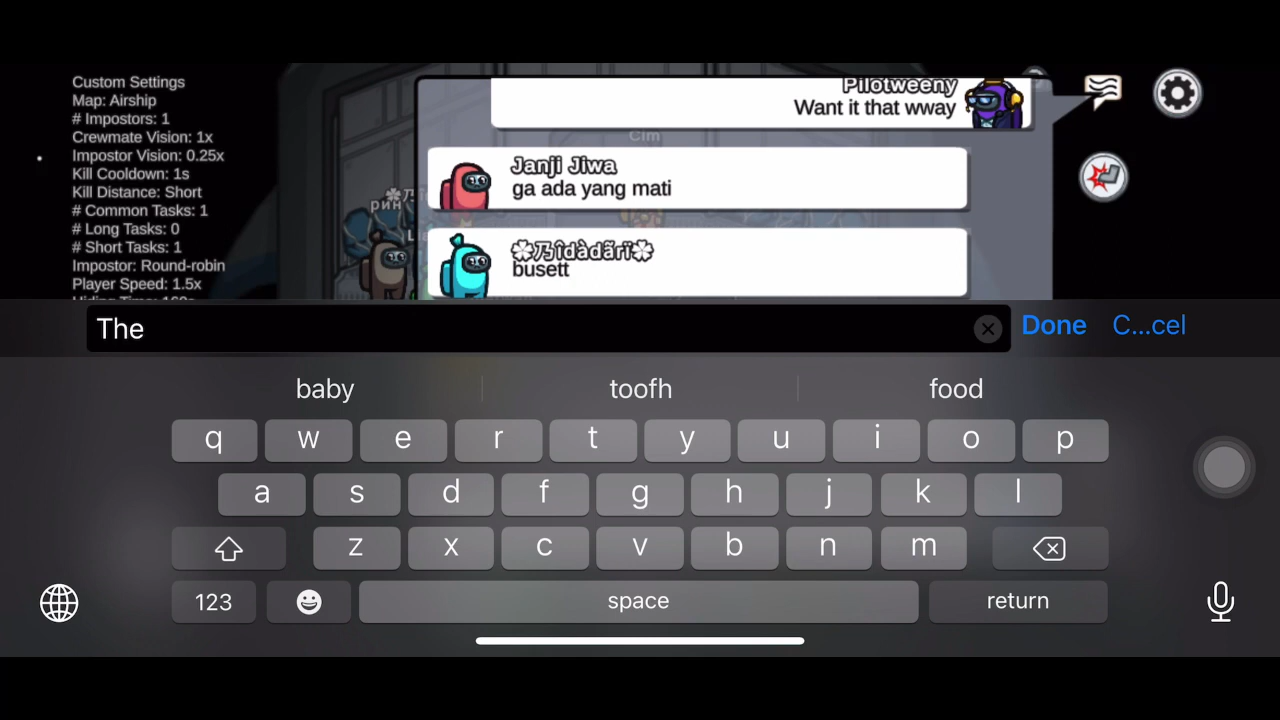 Custom Settings
Map: Airship
# Impostors: 1
Crewmate Vision: 1x
Impostor Vision: 0.25x
Kill Cooldown: 1s
Kill Distance: Short
# Common Tasks: 1
# Long Tasks: 0
# Short Tasks: 1
Impostor: Round-robin
Player Speed: 1.5x
Pilotweeny
Want it that wway
Janji Jiwa
ga ada yang mati
☘乃îdàdãrï☘
busett
The
Done
C...cel
baby
toofh
food
q w e r t y u i o p
a s d f g h j k l
z x c v b n m
123
space
return